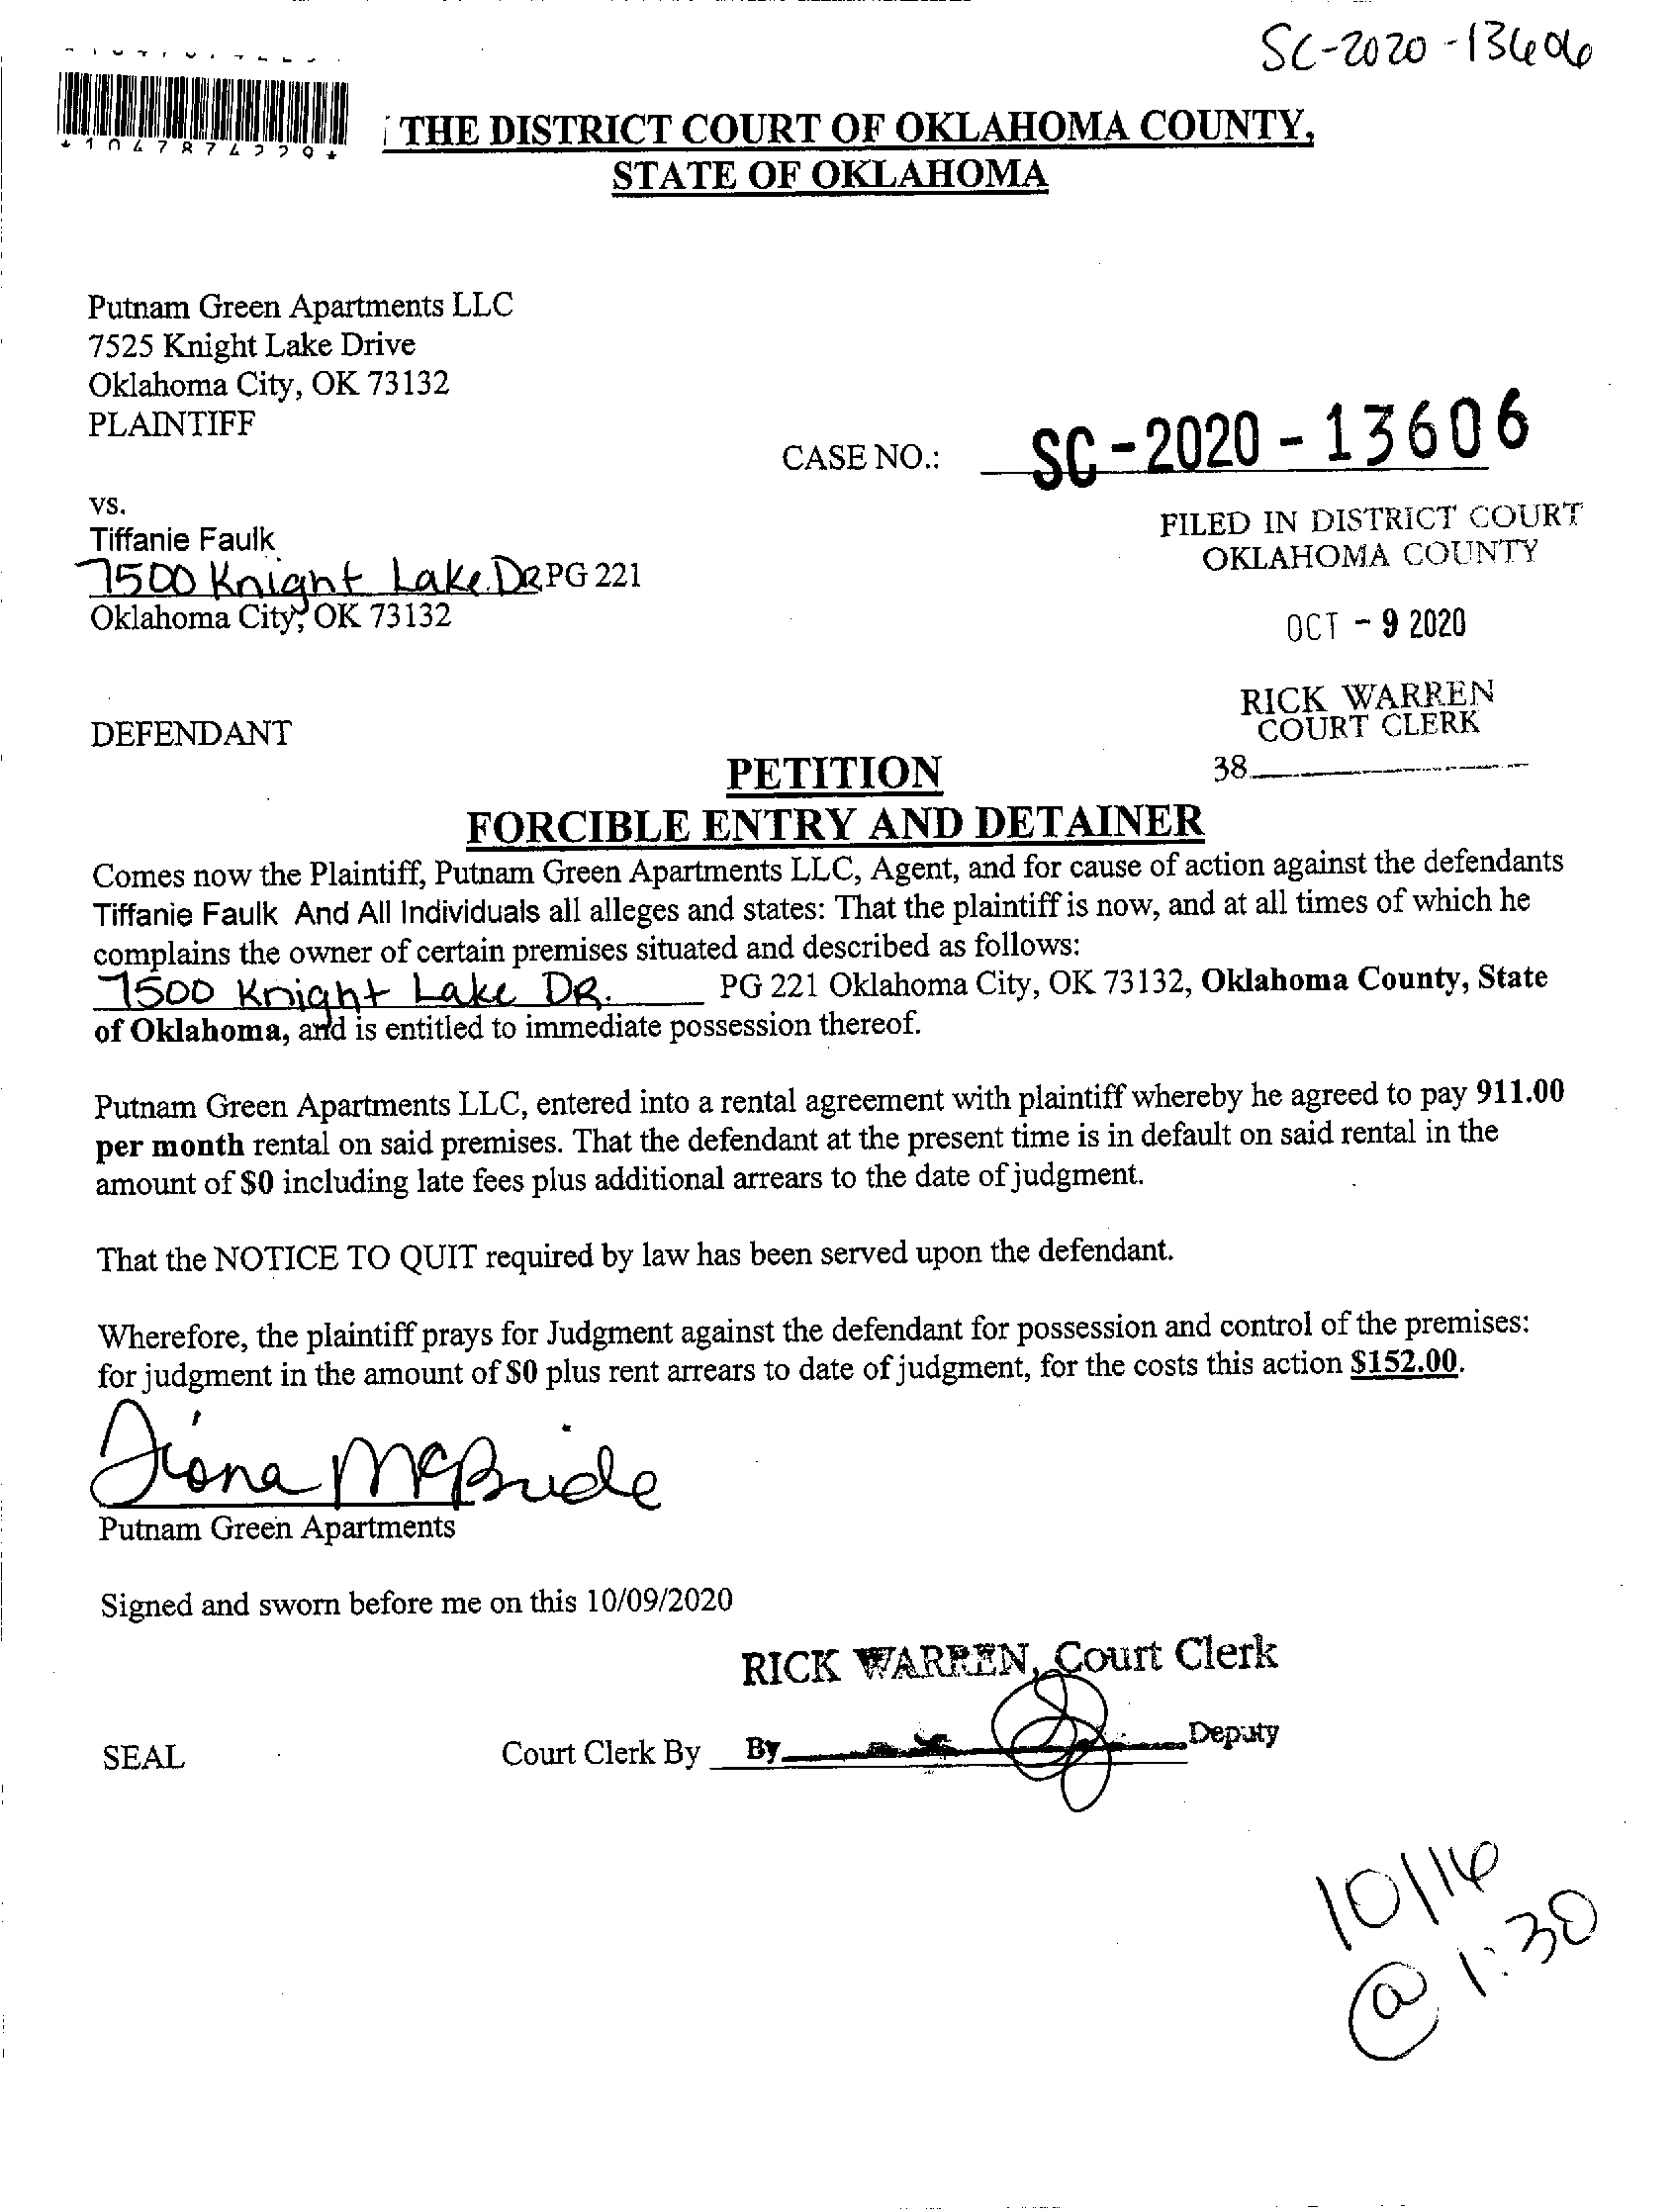 SC-2020-13606
THE DISTRICT COURT OF OKLAHOMA COUNTY,
STATE OF OKLAHOMA
Putnam Green Apartments LLC
7525 Knight Lake Drive
Oklahoma City, OK 73132
PLAINTIFF
CASE NO.: SC-2020-13606
vs.
FILED IN DISTRICT COURT
OKLAHOMA COUNTY
Tiffanie Faulk
7500 Knight Lake DR PG 221
Oklahoma City, OK 73132
OCT - 9 2020
RICK WARREN
COURT CLERK
38
DEFENDANT
PETITION
FORCIBLE ENTRY AND DETAINER
Comes now the Plaintiff, Putnam Green Apartments LLC, Agent, and for cause of action against the defendants
Tiffanie Faulk And All Individuals all alleges and states: That the plaintiff is now, and at all times of which he
complains the owner of certain premises situated and described as follows:
7500 Knight Lake DR. PG 221 Oklahoma City, OK 73132, Oklahoma County, State
of Oklahoma, and is entitled to immediate possession thereof.
Putnam Green Apartments LLC, entered into a rental agreement with plaintiff whereby he agreed to pay 911.00
per month rental on said premises. That the defendant at the present time is in default on said rental in the
amount of $0 including late fees plus additional arrears to the date of judgment.
That the NOTICE TO QUIT required by law has been served upon the defendant.
Wherefore, the plaintiff prays for Judgment against the defendant for possession and control of the premises:
for judgment in the amount of $0 plus rent arrears to date of judgment, for the costs this action $152.00.
Fiona McBride
Putnam Green Apartments
Signed and sworn before me on this 10/09/2020
RICK WARREN, Court Clerk
SEAL Court Clerk By By Deputy
10/16
@ 1:30